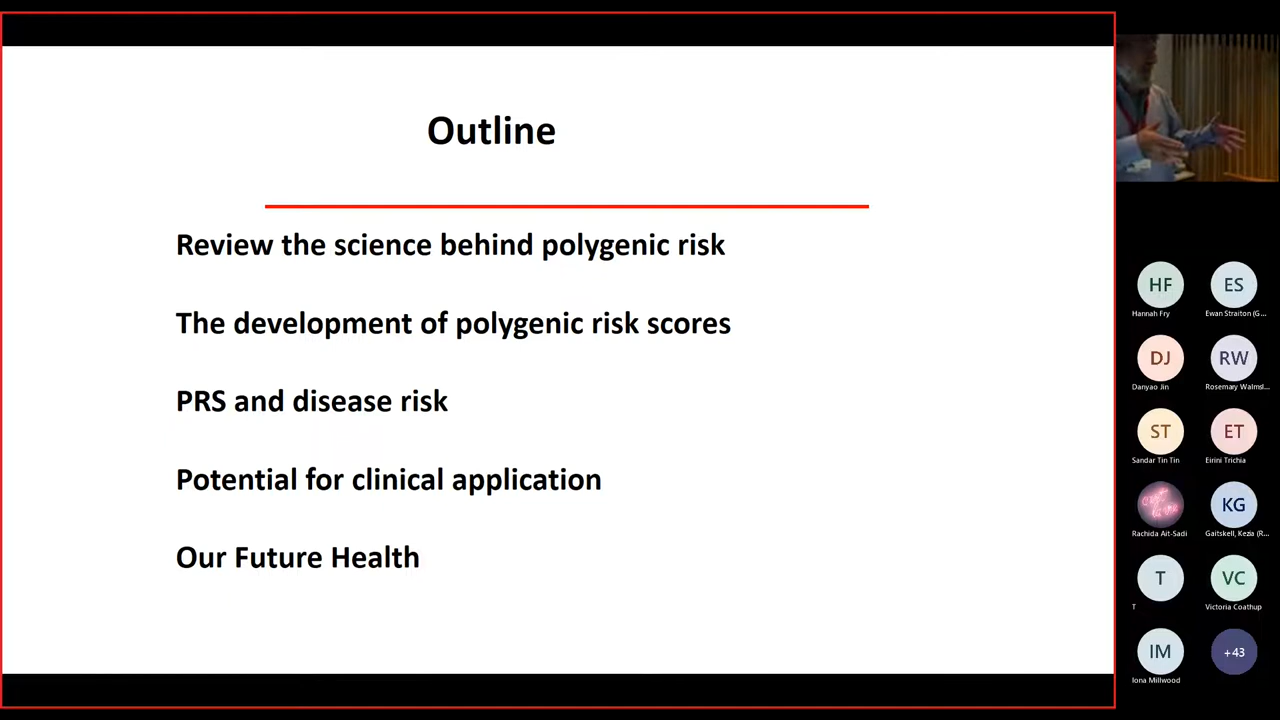 Outline
Review the science behind polygenic risk
The development of polygenic risk scores
PRS and disease risk
Potential for clinical application
Our Future Health
HF
Hannah Fry
ES
Ewan Straiton (G...
DJ
Danyao Jin
RW
Rosemary Walmsl...
ST
Sandar Tin Tin
ET
Eirini Trichia
Rachida Ait-Sadi
KG
Gaitskell, Kezia (R...
T
T
VC
Victoria Coathup
IM
Iona Millwood
+43